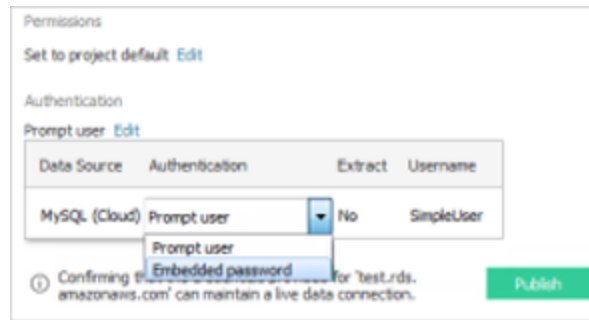 Permissions
Set to project default Edit
Authentication
Prompt user Edit
Data Source Authentication Extract Username
MySQL (Cloud) Prompt user No SimpleUser
Prompt user
Embedded password
Confirming for 'test.rds.
amazonaws.com' can maintain a live data connection.
Publish